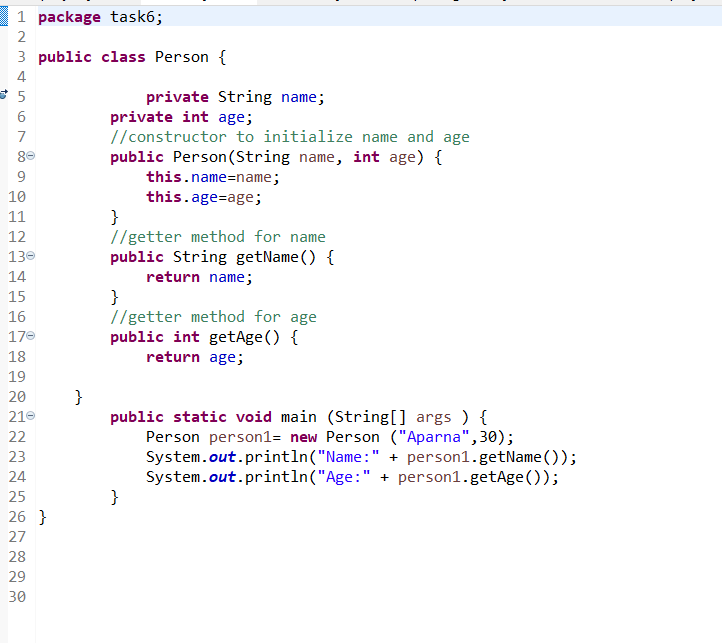 1 package task6;
2
3 public class Person {
4
5 private String name;
6 private int age;
7 //constructor to initialize name and age
8 public Person(String name, int age) {
9 this.name=name;
10 this.age=age;
11 }
12 //getter method for name
13 public String getName() {
14 return name;
15 }
16 //getter method for age
17 public int getAge() {
18 return age;
19
20 }
21 public static void main (String[] args ) {
22 Person person1= new Person ("Aparna",30);
23 System.out.println("Name:" + person1.getName());
24 System.out.println("Age:" + person1.getAge());
25 }
26 }
27
28
29
30